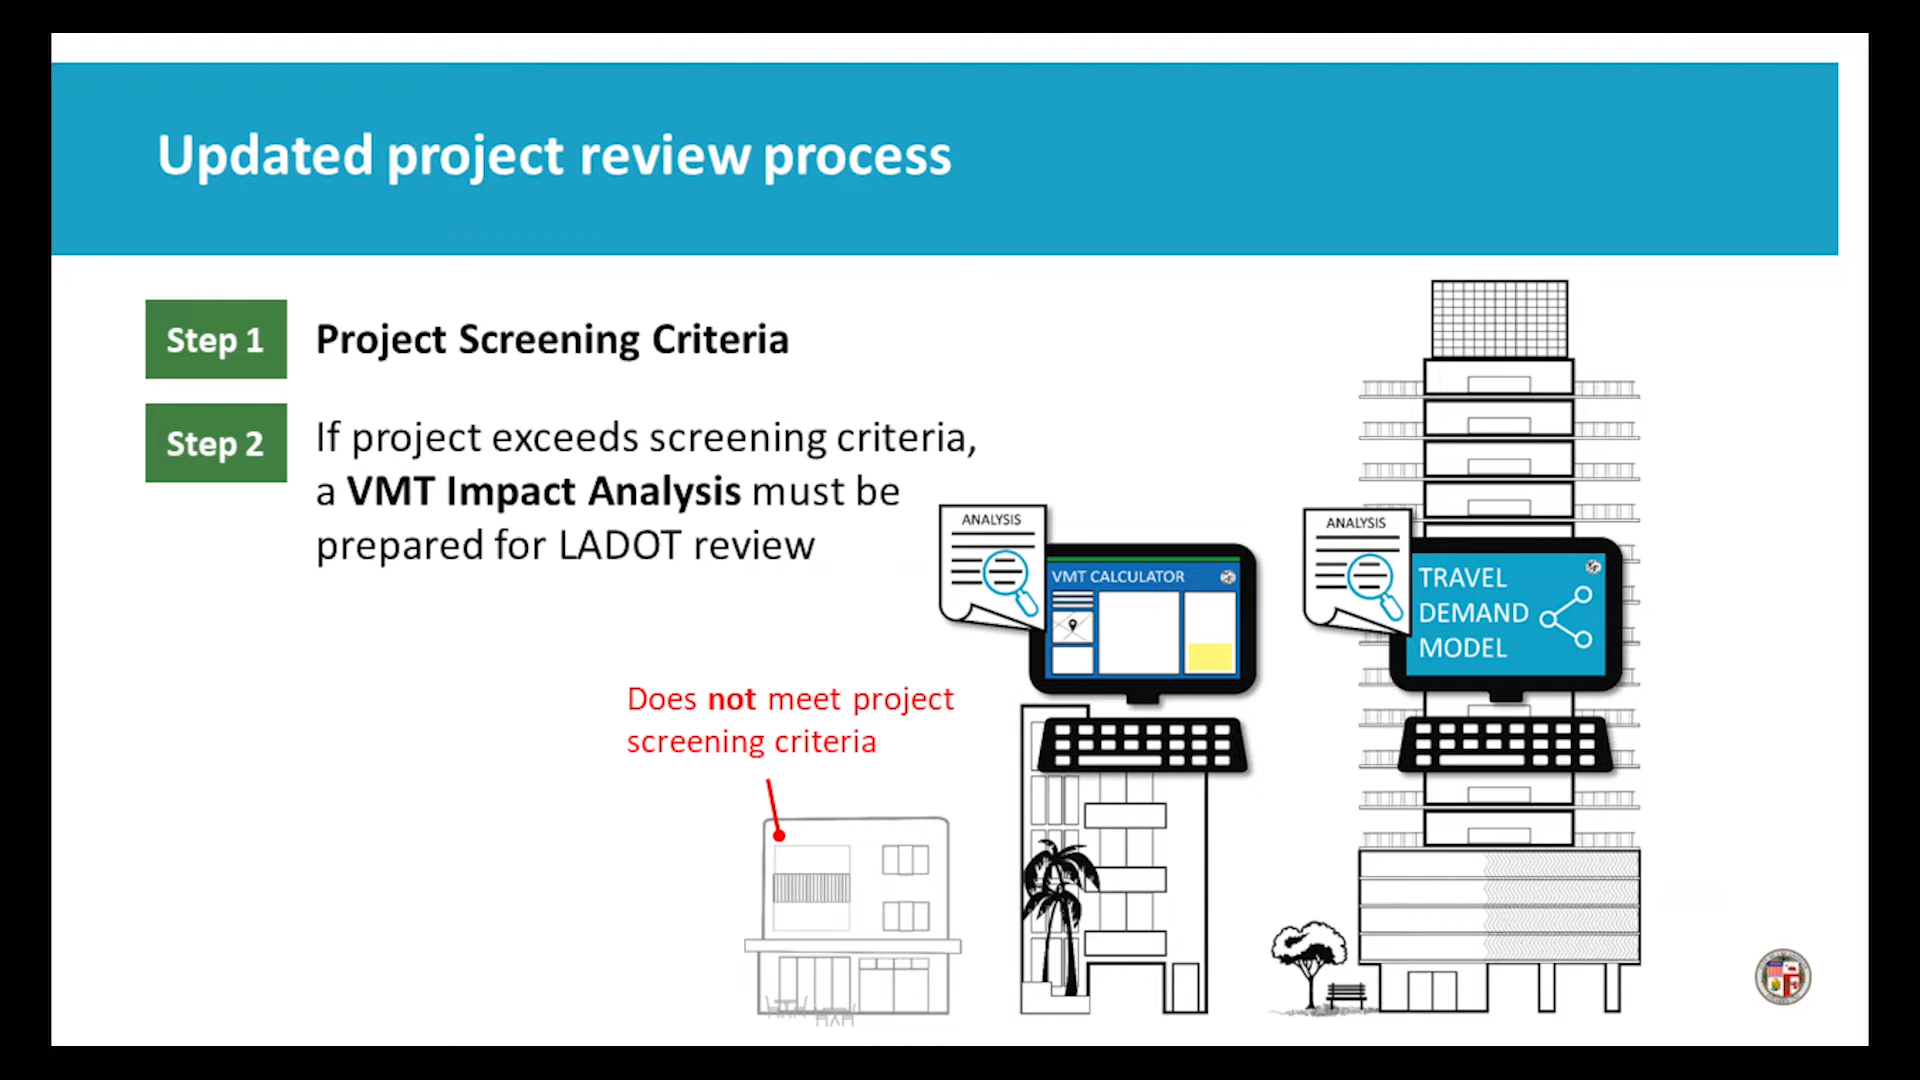 Updated project review process
Step 1
Project Screening Criteria
Step 2
If project exceeds screening criteria,
a VMT Impact Analysis must be
prepared for LADOT review
ANALYSIS
VMT CALCULATOR
ANALYSIS
TRAVEL
DEMAND
MODEL
Does not meet project
screening criteria